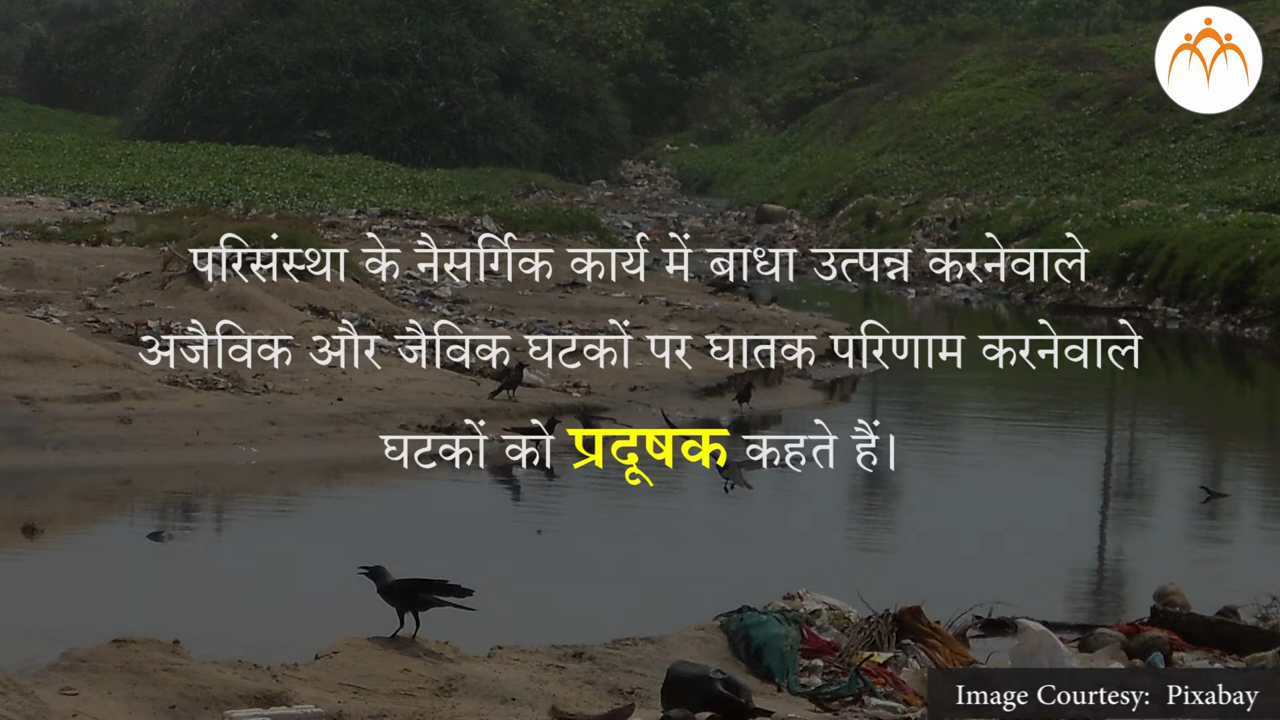 परिसंस्था के नैसर्गिक कार्य में बाधा उत्पन्न करनेवाले
अजैविक और जैविक घटकों पर घातक परिणाम करनेवाले
घटकों को प्रदूषक कहते हैं।
Image Courtesy: Pixabay